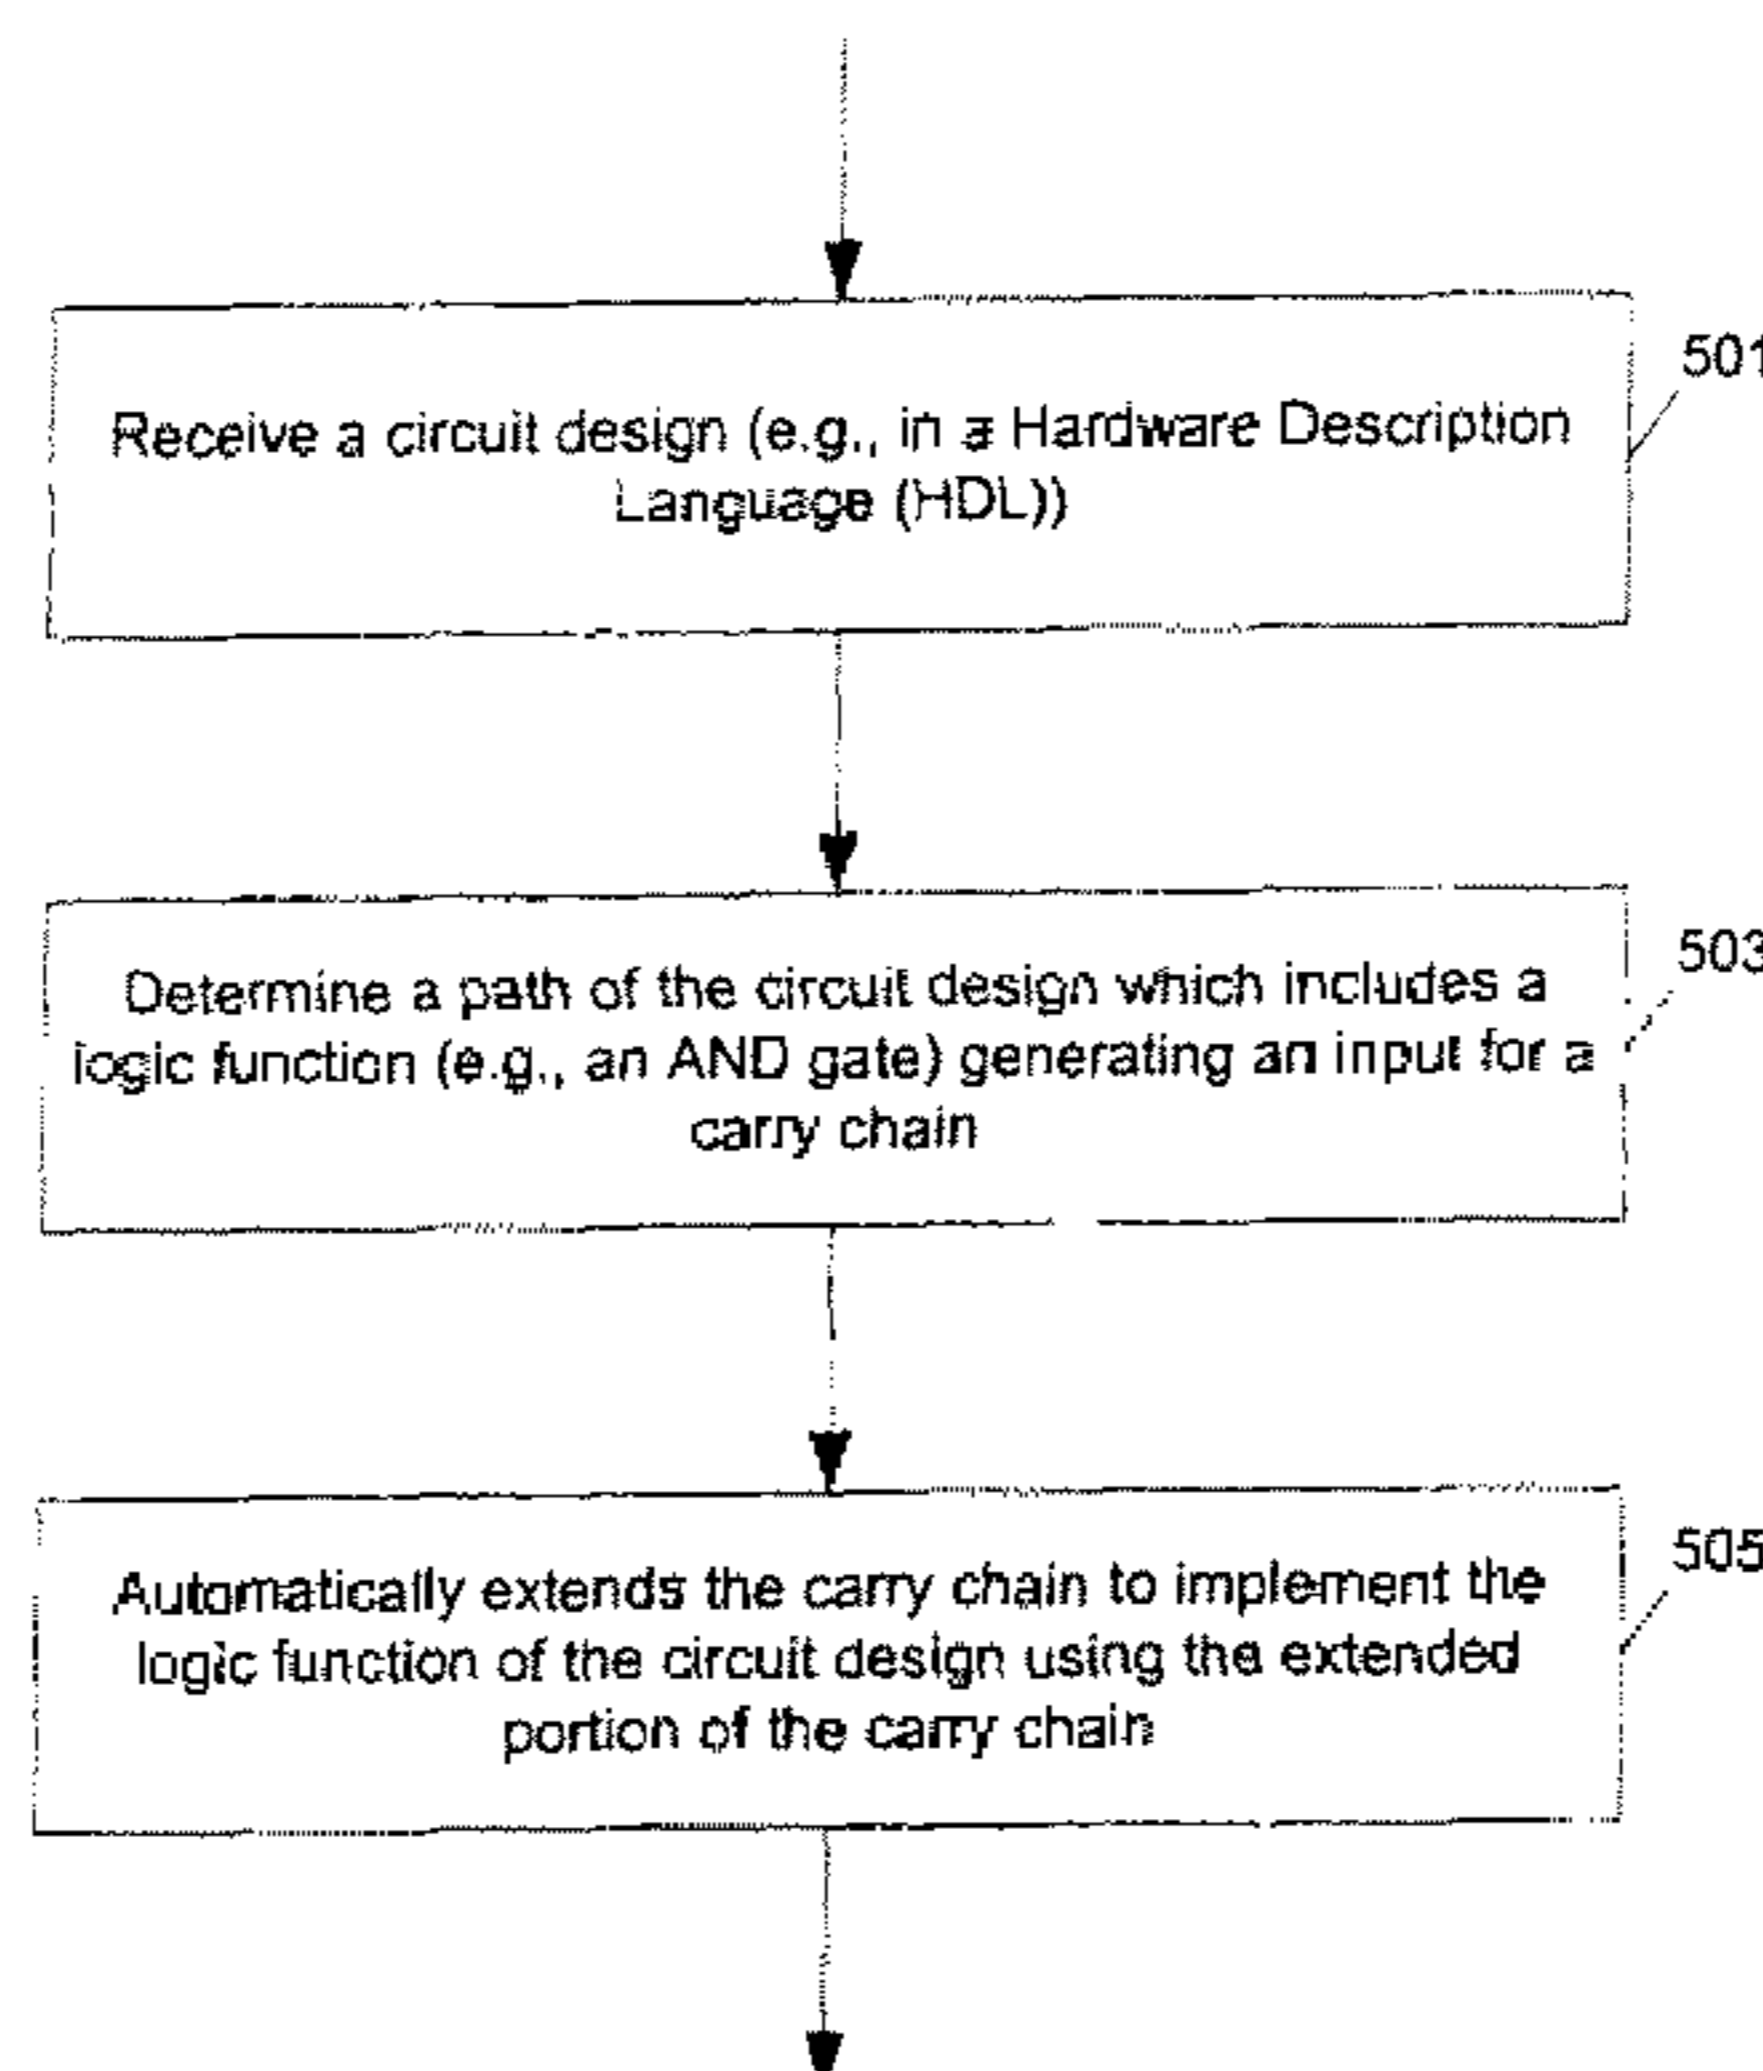 501
Receive a circuit design (e.g., in a Hardware Description
Language (HDL))
503
Determine a path of the circuit design which includes a
logic function (e.g., an AND gate) generating an input for a
carry chain
505
Automatically extends the carry chain to implement the
logic function of the circuit design using the extended
portion of the carry chain